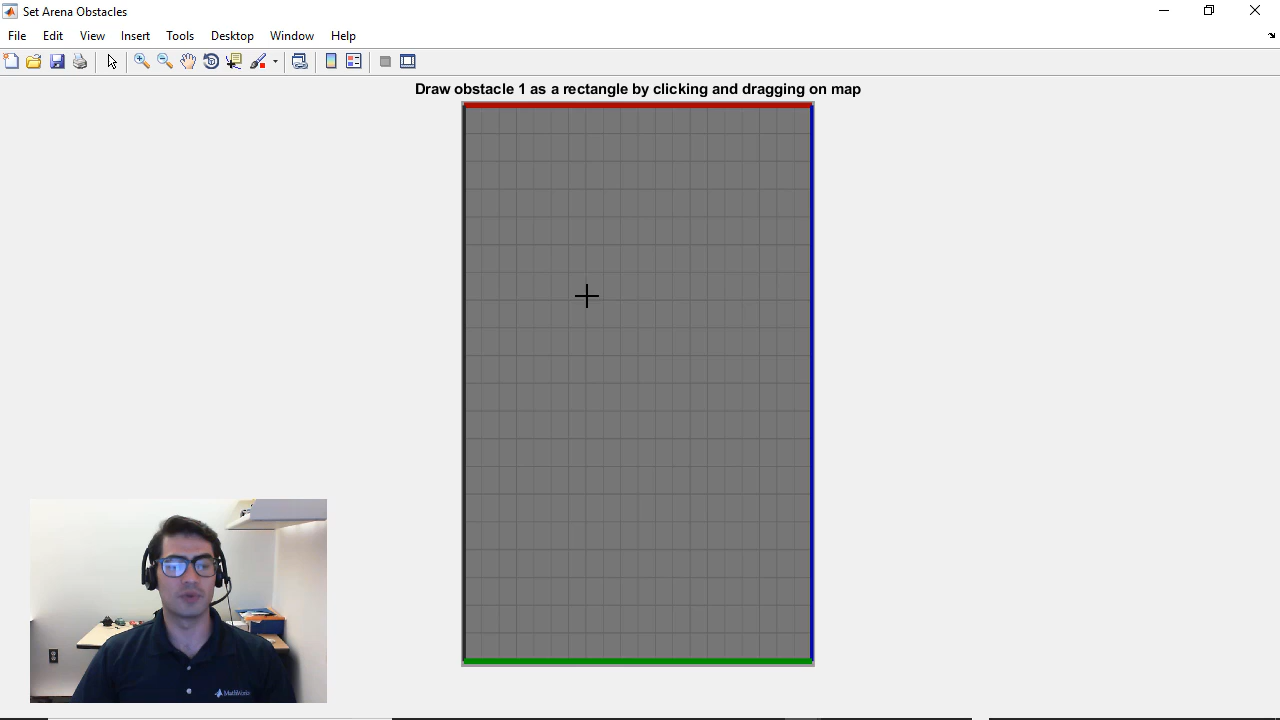 Set Arena Obstacles
File Edit View Insert Tools Desktop Window Help
Draw obstacle 1 as a rectangle by clicking and dragging on map
MathWorks